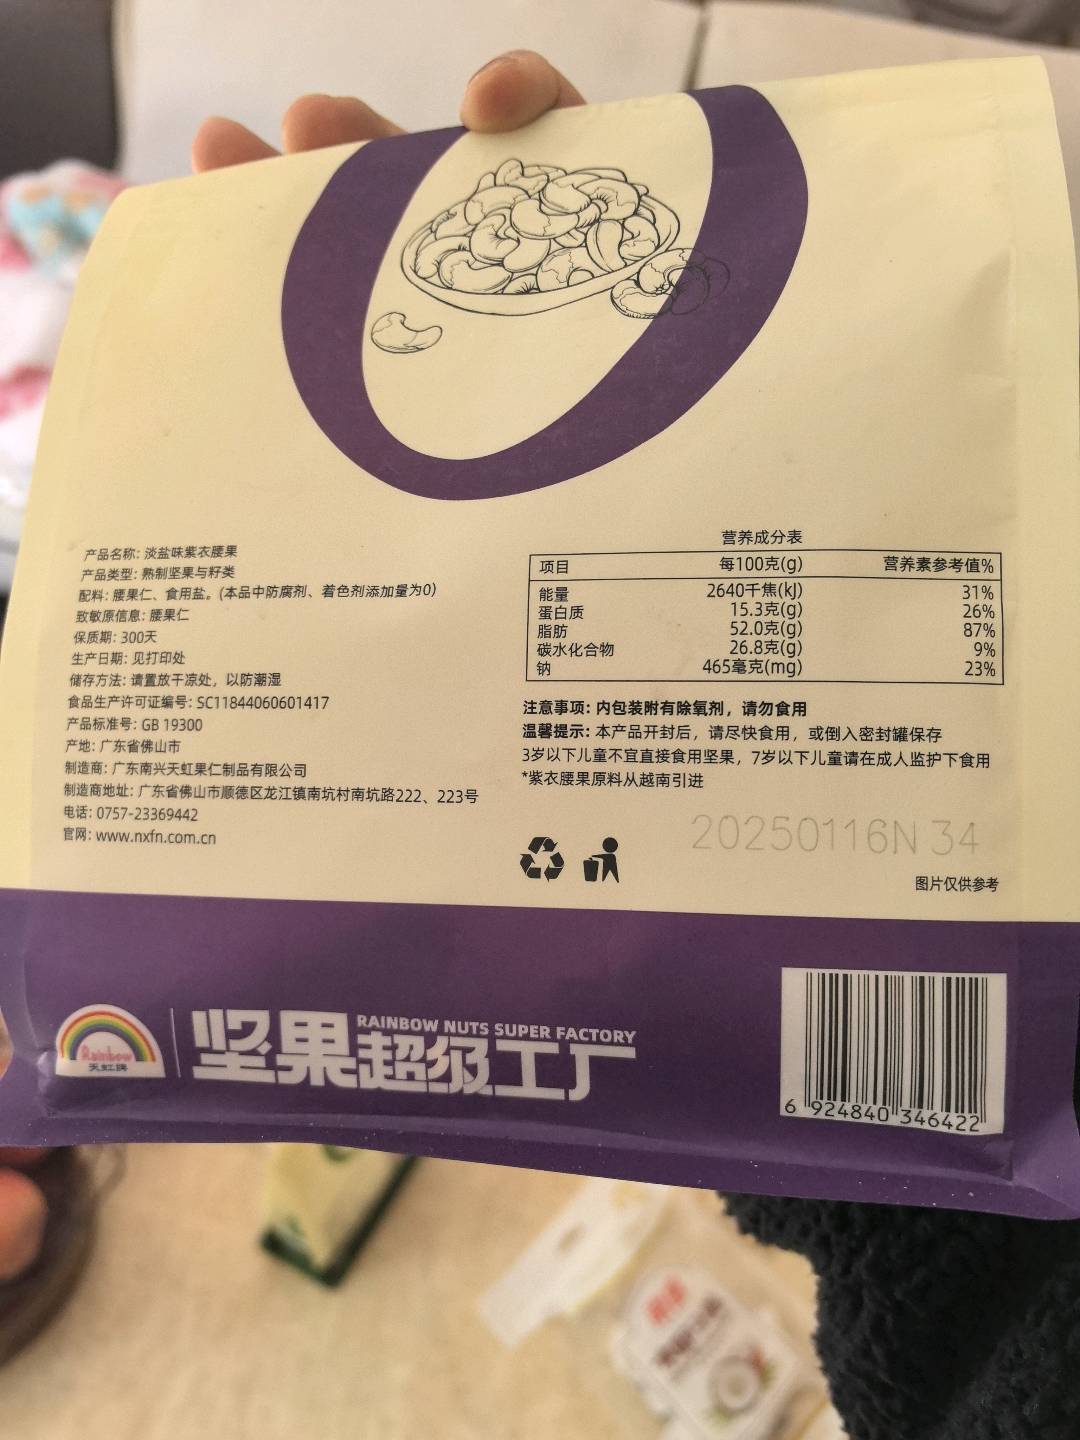 产品名称: 淡盐味紫衣腰果
产品类型: 熟制坚果与籽类
配料: 腰果仁、食用盐。(本品中防腐剂、着色剂添加量为0)
致敏原信息: 腰果仁
保质期: 300天
生产日期: 见打印处
储存方法: 请置放干凉处，以防潮湿
食品生产许可证编号: SC11844060601417
产品标准号: GB 19300
产地: 广东省佛山市
制造商: 广东南兴天虹果仁制品有限公司
制造商地址: 广东省佛山市顺德区龙江镇南坑村南坑路222、223号
电话: 0757-23369442
官网: www.nxfn.com.cn
营养成分表
项目 每100克(g) 营养素参考值%
能量 2640千焦(kJ) 31%
蛋白质 15.3克(g) 26%
脂肪 52.0克(g) 87%
碳水化合物 26.8克(g) 9%
钠 465毫克(mg) 23%
注意事项: 内包装附有除氧剂，请勿食用
温馨提示: 本产品开封后，请尽快食用，或倒入密封罐保存
3岁以下儿童不宜直接食用坚果，7岁以下儿童请在成人监护下食用
*紫衣腰果原料从越南引进
20250116N 34
图片仅供参考
Rainbow
天虹牌
坚果超级工厂
RAINBOW NUTS SUPER FACTORY
6 924840 346422